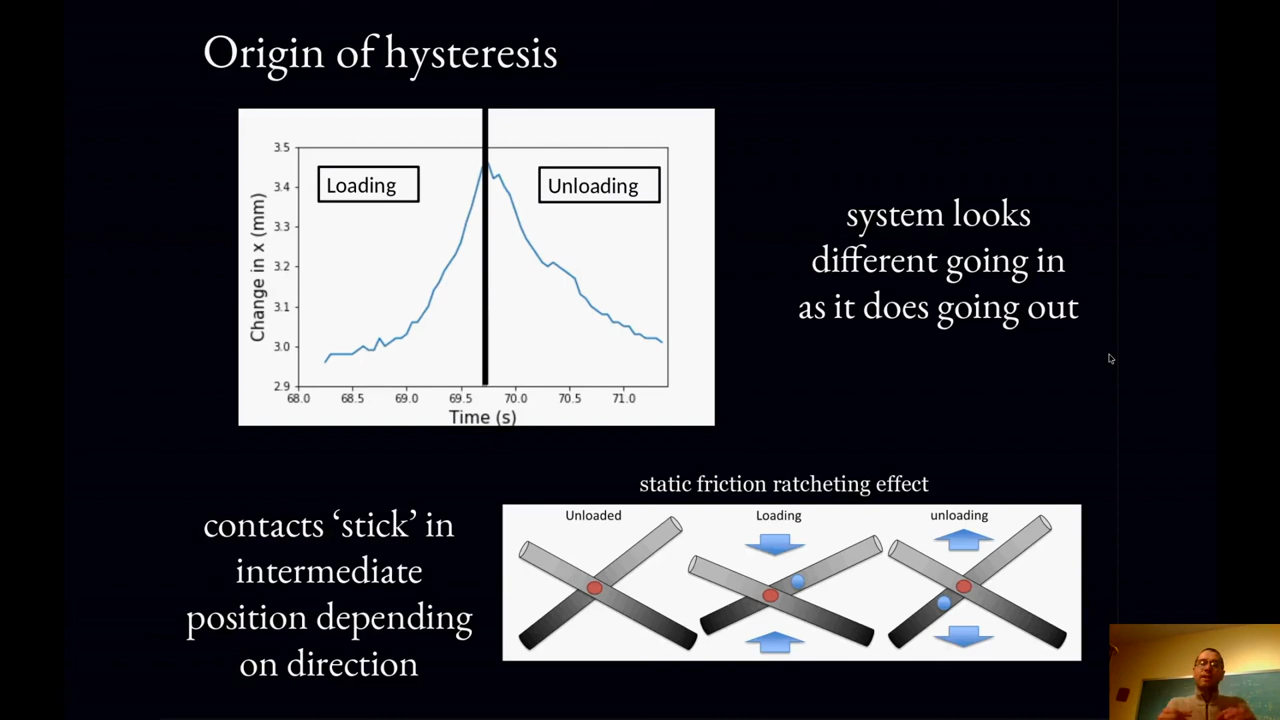 Origin of hysteresis
Loading
Unloading
3.5
3.4
3.3
3.2
3.1
3.0
2.9
Change in x (mm)
68.0 68.5 69.0 69.5 70.0 70.5 71.0
Time (s)
system looks
different going in
as it does going out
static friction ratcheting effect
contacts ‘stick’ in
intermediate
position depending
on direction
Unloaded
Loading
unloading